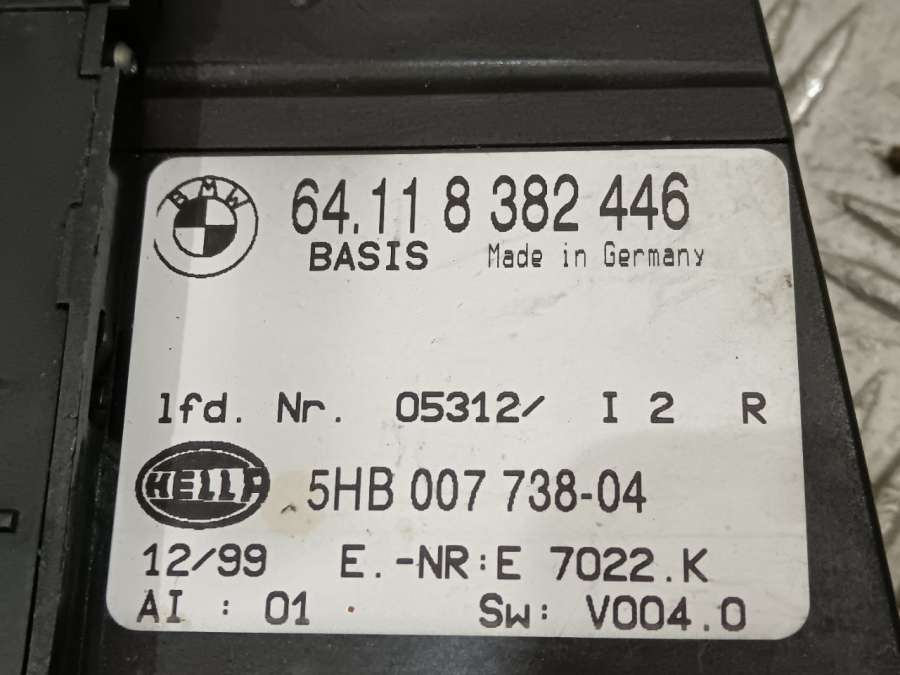 BMW
64.11 8 382 446
BASIS Made in Germany
lfd. Nr. 05312/ I 2 R
HELLA 5HB 007 738-04
12/99 E.-NR:E 7022.K
AI : 01 Sw: V004.0